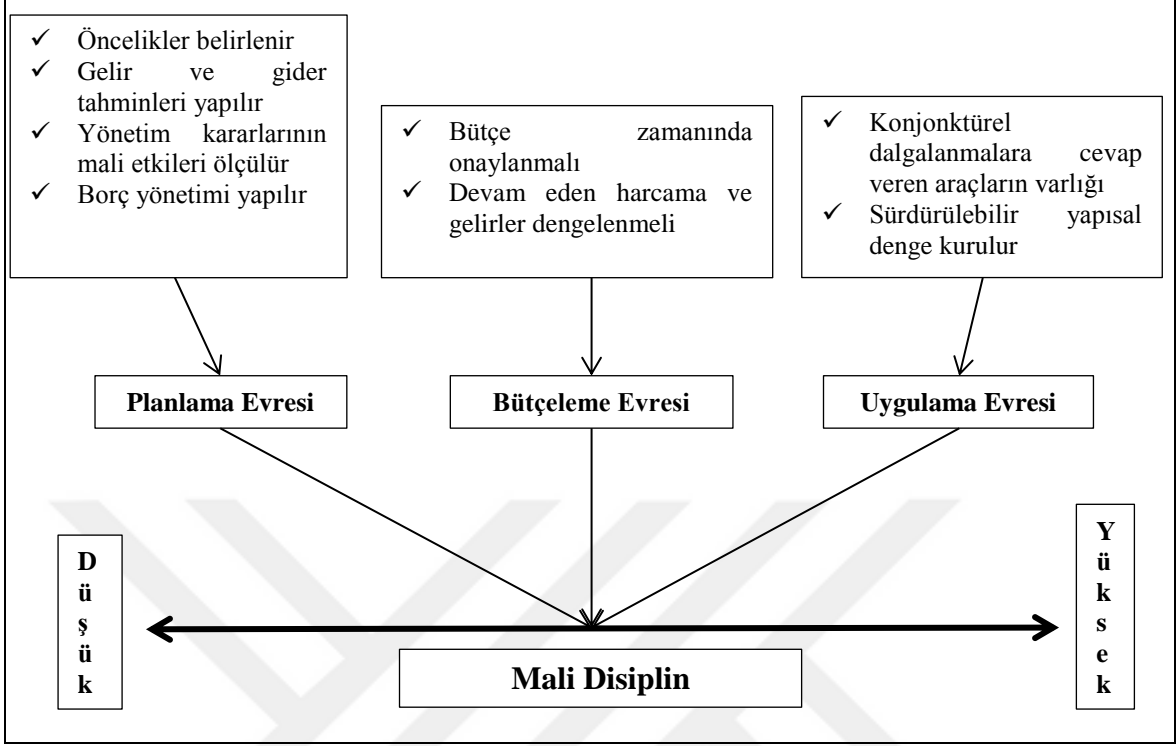 ✓ Öncelikler belirlenir
✓ Gelir ve gider
tahminleri yapılır
✓ Yönetim kararlarının
mali etkileri ölçülür
✓ Borç yönetimi yapılır
✓ Bütçe zamanında
onaylanmalı
✓ Devam eden harcama ve
gelirler dengelenmeli
✓ Konjonktürel
dalgalanmalara cevap
veren araçların varlığı
✓ Sürdürülebilir yapısal
denge kurulur
Planlama Evresi
Bütçeleme Evresi
Uygulama Evresi
Düşük
Yüksek
Mali Disiplin